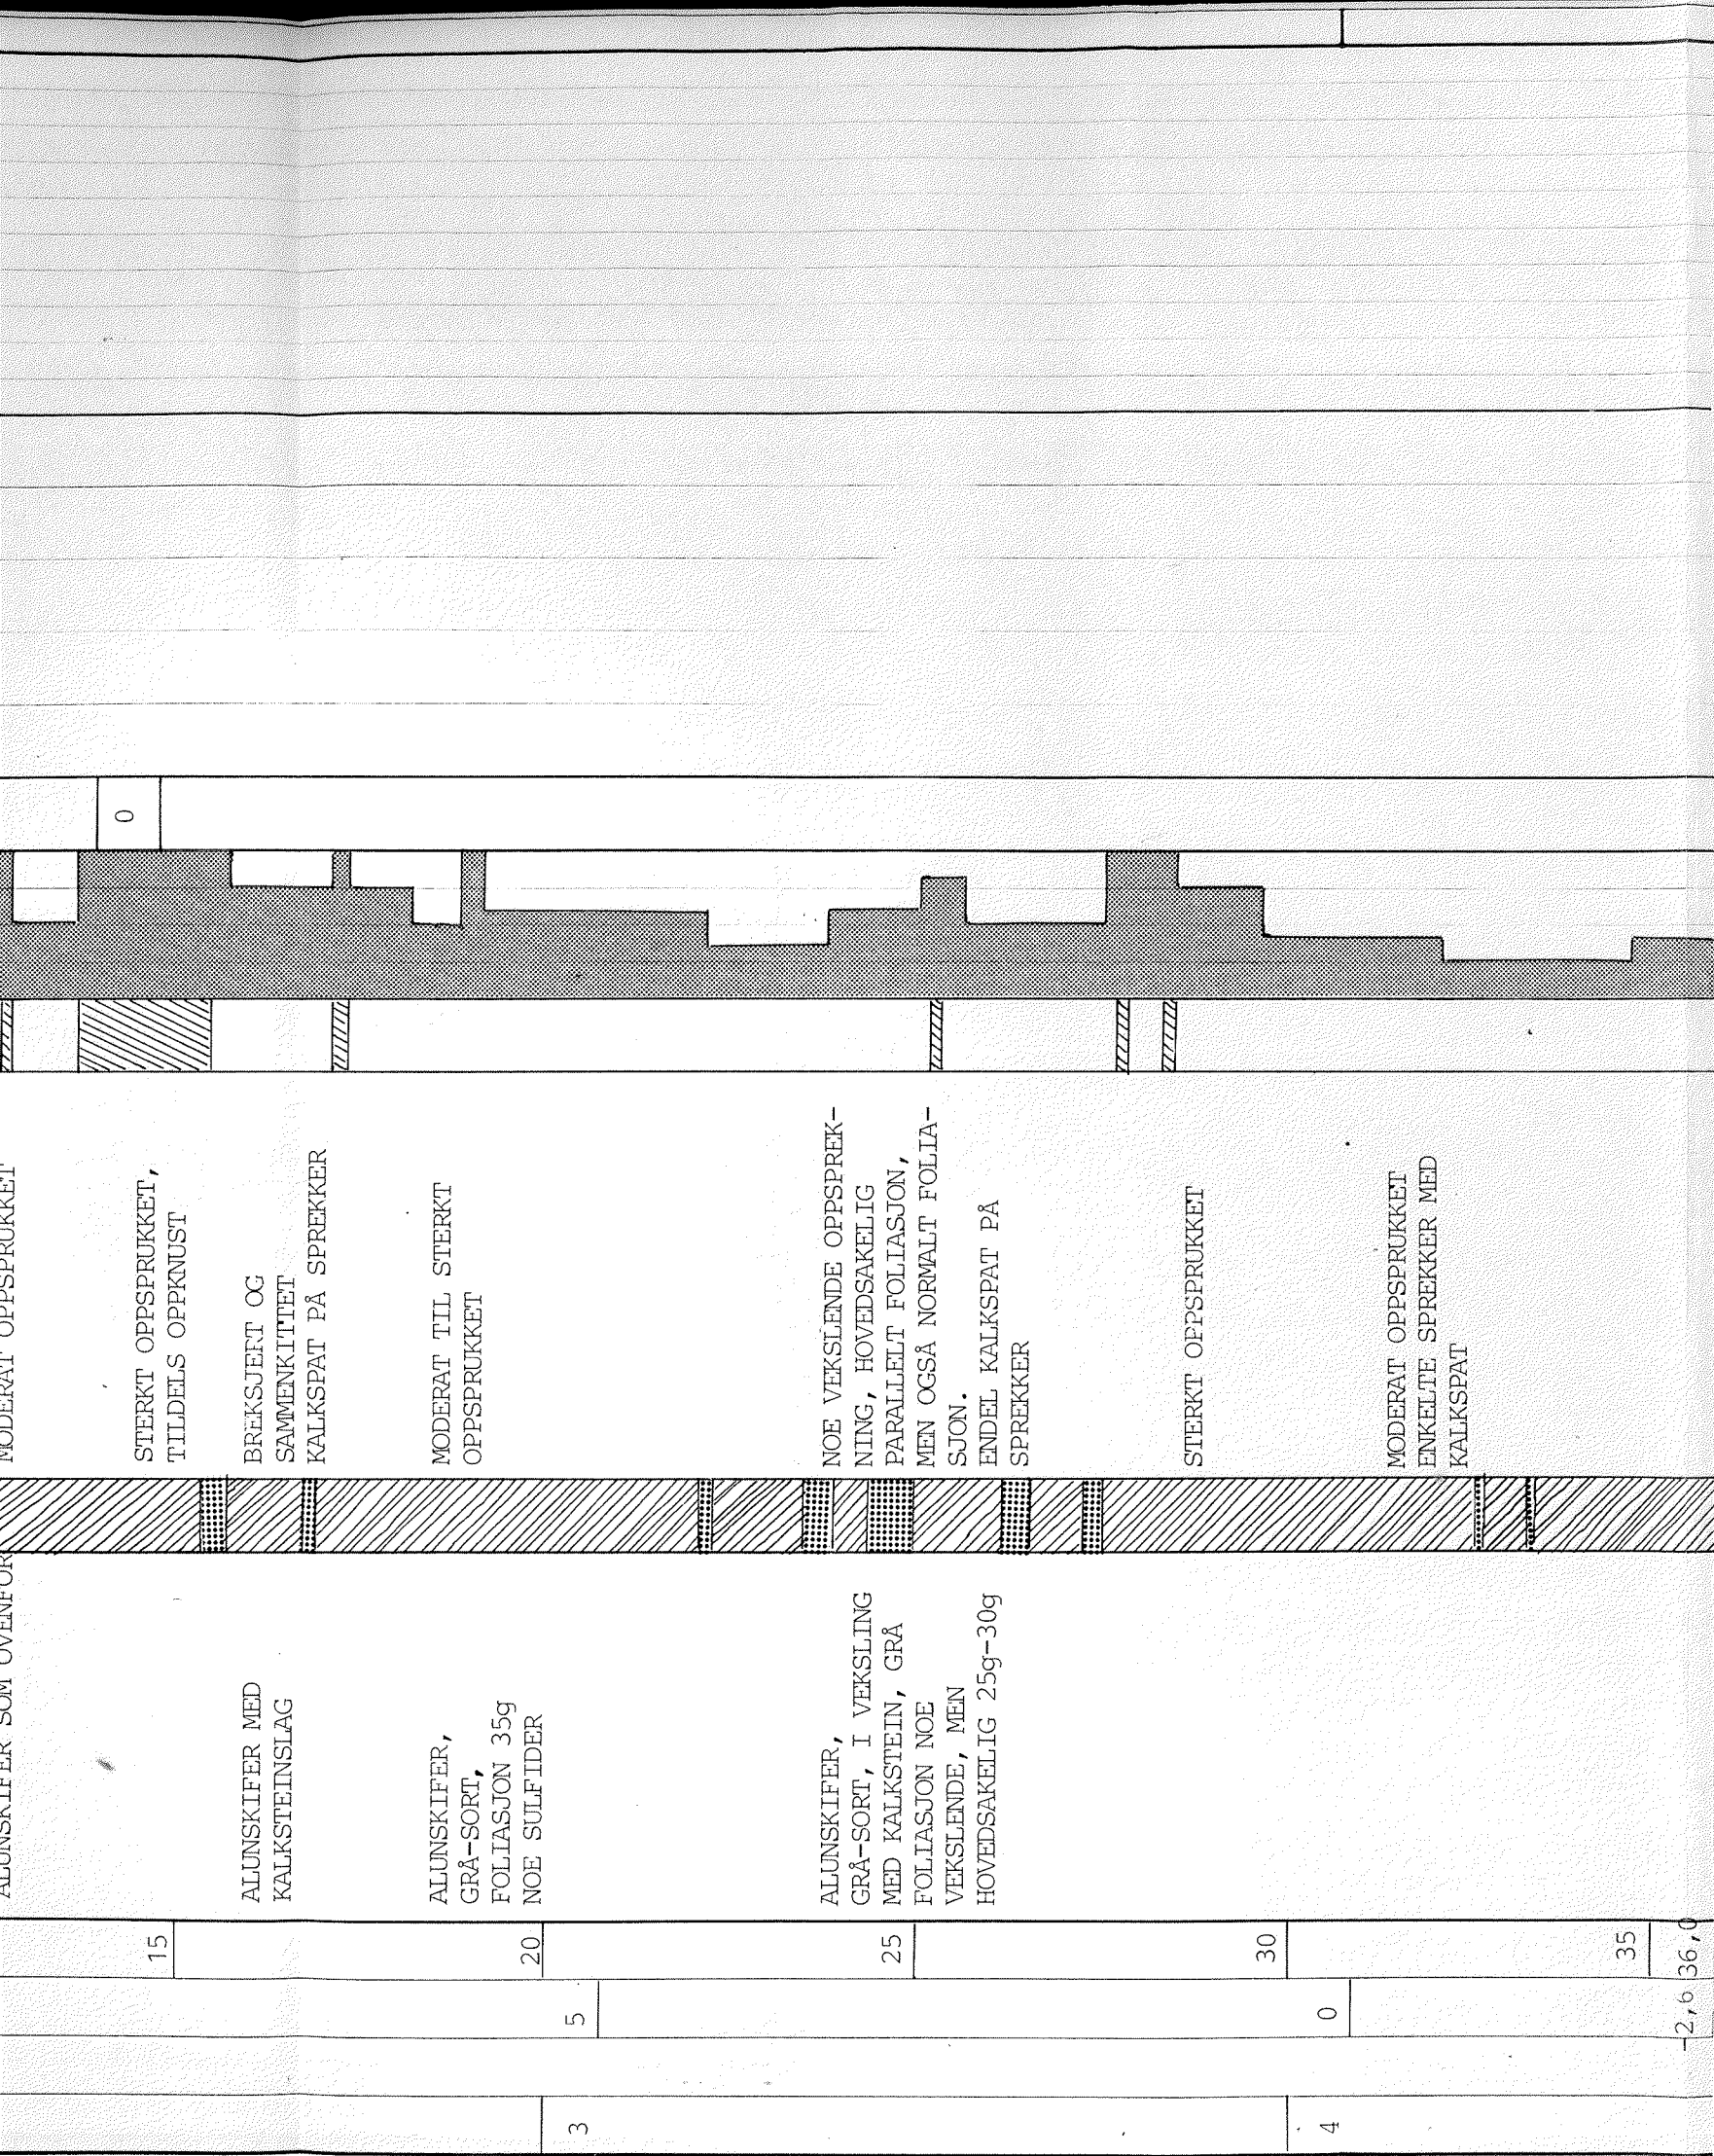 ALUNSKIFER SOM OVENFOR
ALUNSKIFER MED
KALKSTEINSLAG
ALUNSKIFER,
GRÅ-SORT,
FOLIASJON 35g
NOE SULFIDER
ALUNSKIFER,
GRÅ-SORT, I VEKSLING
MED KALKSTEIN, GRÅ
FOLIASJON NOE
VEKSLENDE, MEN
HOVEDSAKELIG 25g-30g
MODERAT OPPSPRUKKET
STERKT OPPSPRUKKET,
TILDELS OPPKNUST
BREKSJERT OG
SAMMENKITTET
KALKSPAT PÅ SPREKKER
MODERAT TIL STERKT
OPPSPRUKKET
NOE VEKSLENDE OPPSPREK-
NING, HOVEDSAKELIG
PARALLELT FOLIASJON,
MEN OGSÅ NORMALT FOLIA-
SJON.
ENDEL KALKSPAT PÅ
SPREKKER
STERKT OPPSPRUKKET
MODERAT OPPSPRUKKET
ENKELTE SPREKKER MED
KALKSPAT
0
15
20
25
30
35
36,0
5
0
-2,6
3
4